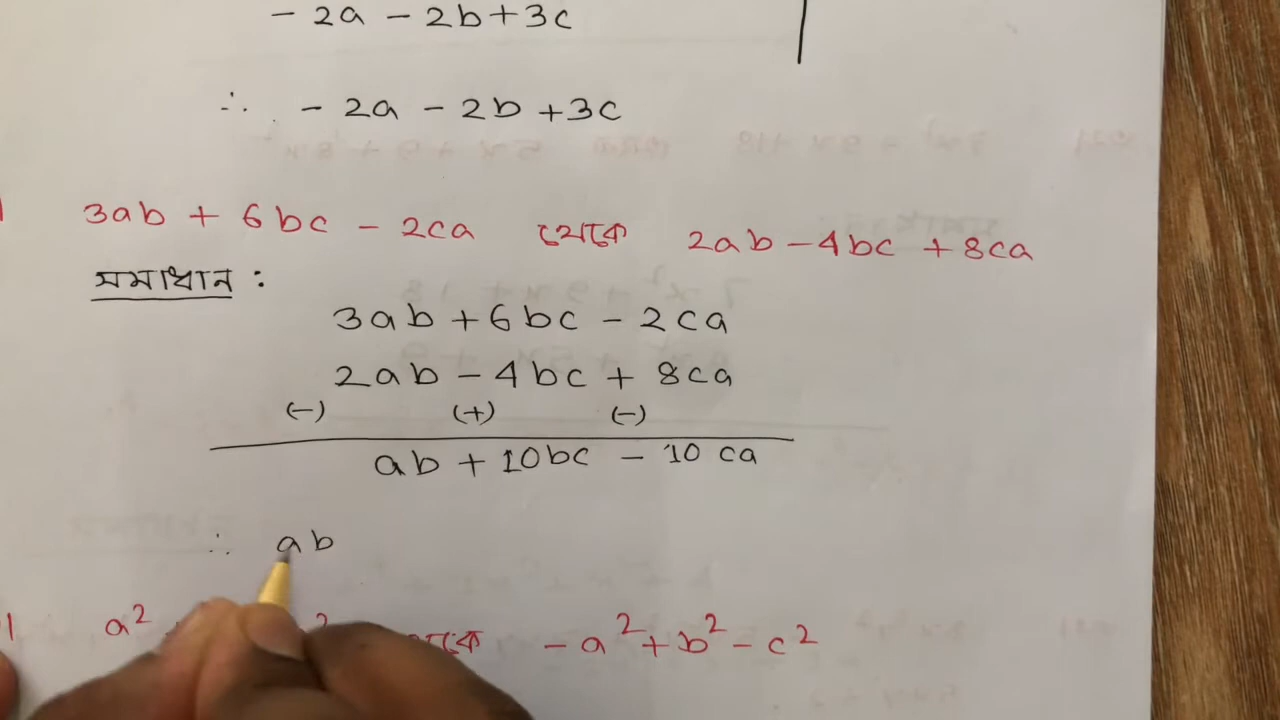 - 2a - 2b + 3c
∴ - 2a - 2b + 3c
3ab + 6bc - 2ca থেকে 2ab - 4bc + 8ca
সমাধান :
3ab + 6bc - 2ca
2ab - 4bc + 8ca
(-) (+) (-)
ab + 10bc - 10 ca
∴ ab
a² - a² + b² - c²